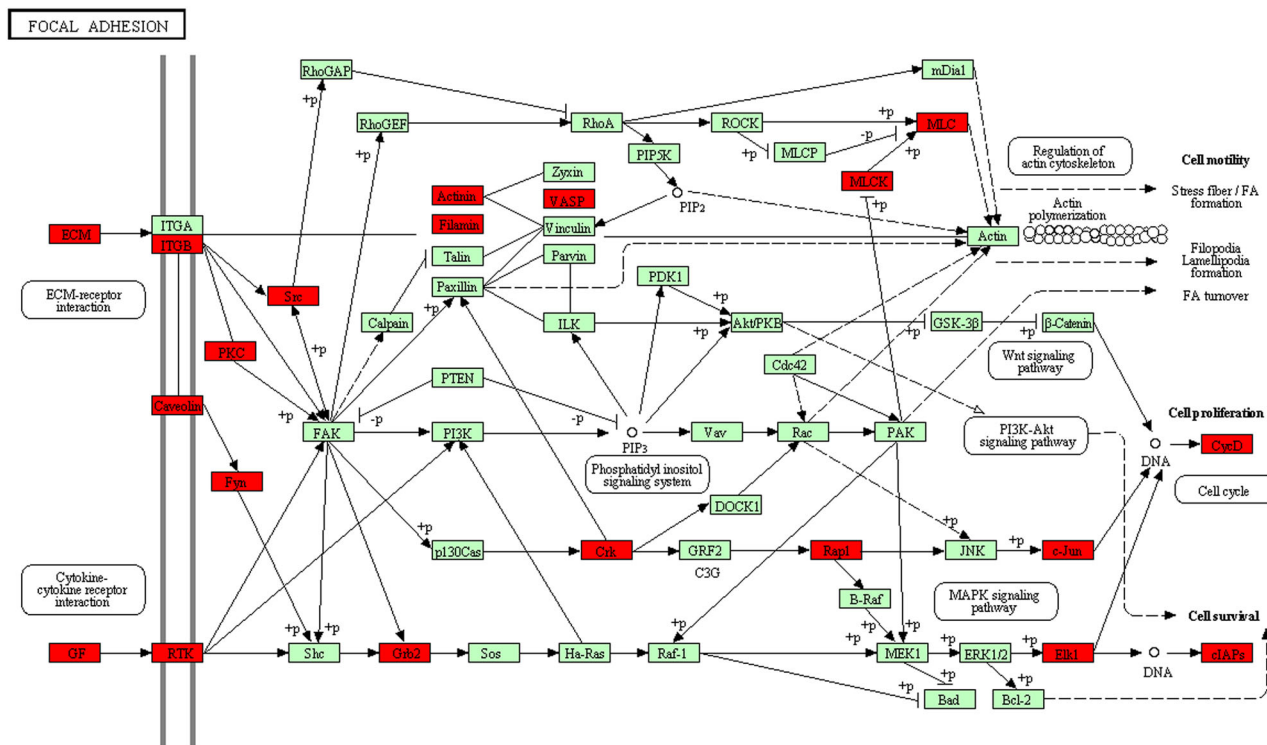 FOCAL ADHESION
RhoGAP
mDia1
+p
RhoGEF
RhoA
ROCK
+p
MLC
-p
+p
MLCP
+p
PIP5K
+p
Regulation of
actin cytoskeleton
Cell motility
Zyxin
Actinin
VASP
MLCK
PIP2
+p
Stress fiber / FA
formation
Actin
polymerization
ITGA
ECM
ITGB
Filamin
Vinculin
Actin
Talin
Parvin
Filopodia
Lamellipodia
formation
ECM-receptor
interaction
Src
Paxillin
PDK1
FA turnover
+p
+p
Calpain
ILK
Akt/PKB
+p
GSK-3β
+p
β-Catenin
+p
+p
PKC
Wnt signaling
pathway
Cdc42
PTEN
Caveolin
+p
-p
-p
FAK
PI3K
PIP3
Vav
Rac
PAK
PI3K-Akt
signaling pathway
Cell proliferation
CycD
DNA
Phosphatidyl inositol
signaling system
Fyn
Cell cycle
DOCK1
+p
p130Cas
Crk
GRF2
C3G
Rap1
+p
JNK
+p
c-Jun
Cytokine-
cytokine receptor
interaction
B-Raf
MAPK signaling
pathway
Cell survival
+p
+p
+p
+p
+p
GF
RTK
Shc
Grb2
Sos
Ha-Ras
Raf-1
+p
MEK1
+p
ERK1/2
+p
Elk1
DNA
cIAPs
+p
+p
+p
Bad
Bcl-2